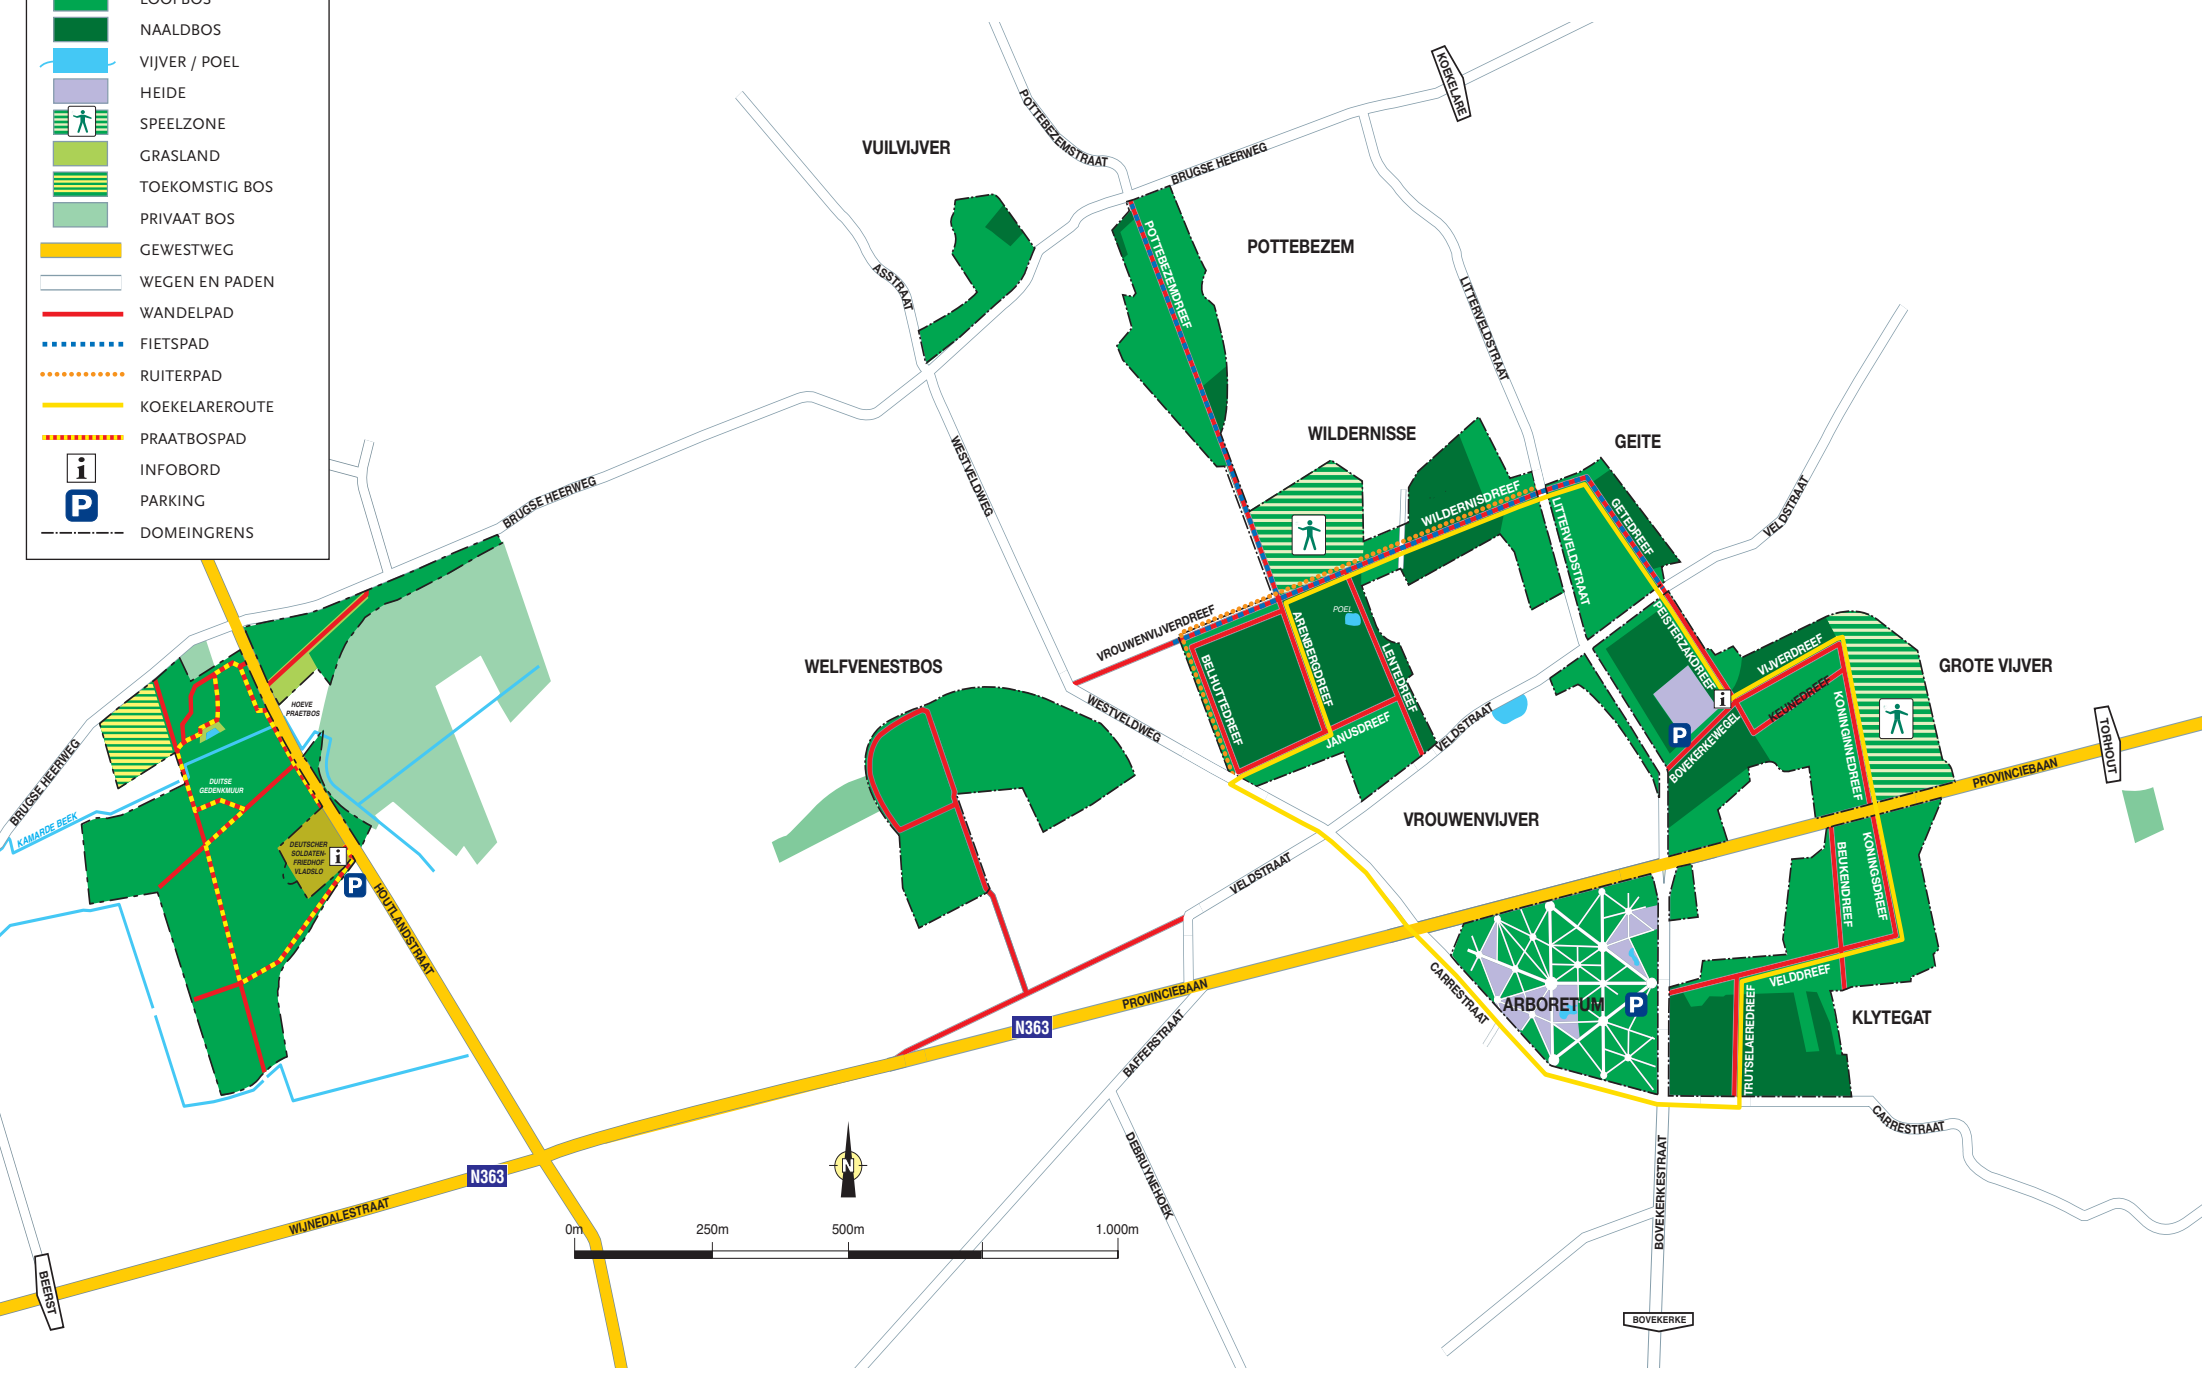 LOOFBOS
NAALDBOS
VIJVER / POEL
HEIDE
SPEELZONE
GRASLAND
TOEKOMSTIG BOS
PRIVAAT BOS
GEWESTWEG
WEGEN EN PADEN
WANDELPAD
FIETSPAD
RUITERPAD
KOEKELAREROUTE
PRAATBOSPAD
i
INFOBORD
P
PARKING
DOMEINGRENS
KOEKELARE
POTTEBEZEMSTRAAT
VUILVIJVER
BRUGSE HEERWEG
POTTEBEZEM
POTTEBEZEMDREEF
ASSTRAAT
LITTERVELDSTRAAT
WILDERNISSE
GEITE
WESTVELDWEG
BRUGSE HEERWEG
WILDERNISDREEF
GETEDREEF
VELDSTRAAT
LITTERVELDSTRAAT
POEL
VROUWENVIJVERDREEF
ARENBERGDREEF
PEISTERZAKDREEF
VIJVERDREEF
GROTE VIJVER
WELFVENESTBOS
BELHUTTEDREEF
LENTEDREEF
KEUNEDREEF
i
HOEVE
PRAETBOS
WESTVELDWEG
JANUSDREEF
VELDSTRAAT
P
BOVEKERKEWEGEL
KONINGINNEDREEF
TORHOUT
PROVINCIEBAAN
BRUGSE HEERWEG
DUITSE
GEDENKMUUR
KAMARDE BEEK
VROUWENVIJVER
DEUTSCHER
SOLDATEN-
FRIEDHOF
VLADSLO
i
P
VELDSTRAAT
BEUKENDREEF
KONINGSDREEF
HOUTLANDSTRAAT
PROVINCIEBAAN
CARRESTRAAT
ARBORETUM
P
VELDDREEF
TRUTSELAEREDREEF
KLYTEGAT
N363
BAFFERSTRAAT
CARRESTRAAT
N
N363
DEBRUYNEHOEK
BOVEKERKESTRAAT
WIJNEDALESTRAAT
0m
250m
500m
1.000m
BEERST
BOVEKERKE